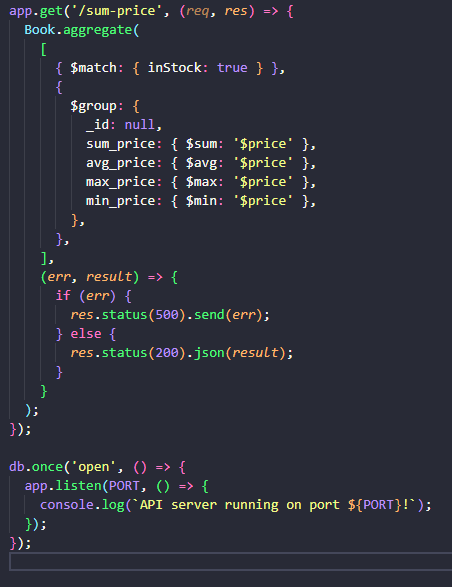 app.get('/sum-price', (req, res) => {
  Book.aggregate(
    [
      { $match: { inStock: true } },
      {
        $group: {
          _id: null,
          sum_price: { $sum: '$price' },
          avg_price: { $avg: '$price' },
          max_price: { $max: '$price' },
          min_price: { $min: '$price' },
        },
      },
    ],
    (err, result) => {
      if (err) {
        res.status(500).send(err);
      } else {
        res.status(200).json(result);
      }
    }
  );
});
db.once('open', () => {
  app.listen(PORT, () => {
    console.log(`API server running on port ${PORT}!`);
  });
});